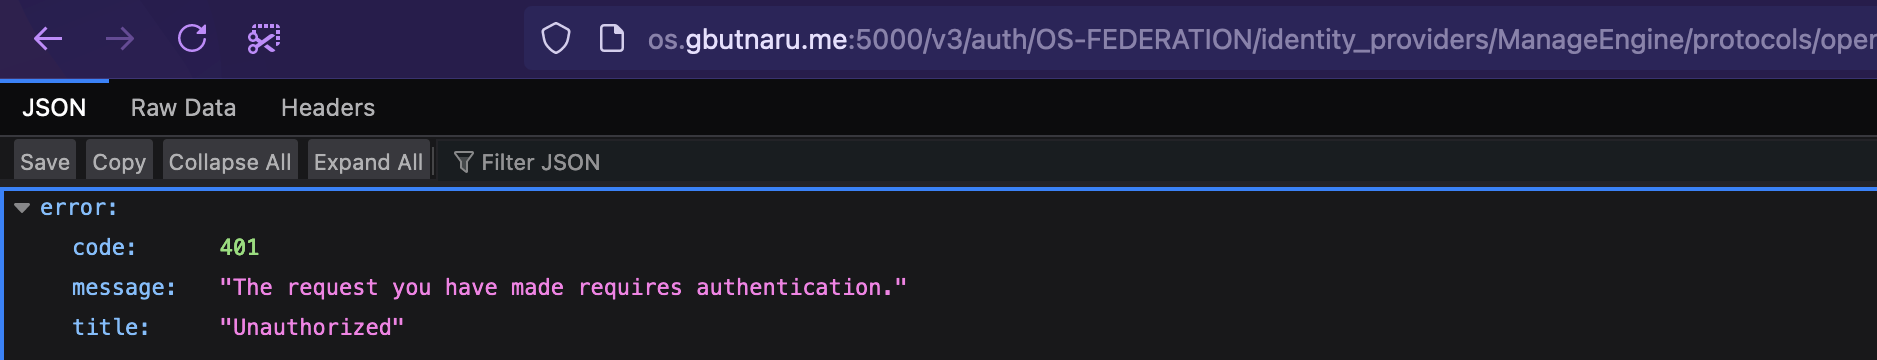 os.gbutnaru.me:5000/v3/auth/OS-FEDERATION/identity_providers/ManageEngine/protocols/oper
JSON Raw Data Headers
Save Copy Collapse All Expand All Filter JSON
error:
code: 401
message: "The request you have made requires authentication."
title: "Unauthorized"